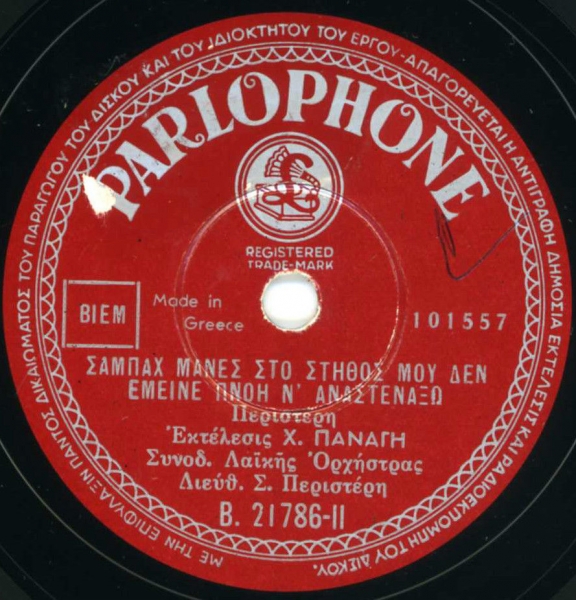 ΜΕ ΤΗΝ ΕΠΙΦΥΛΑΞΙΝ ΠΑΝΤΟΣ ΔΙΚΑΙΩΜΑΤΟΣ ΤΟΥ ΠΑΡΑΓΩΓΟΥ ΤΟΥ ΔΙΣΚΟΥ ΚΑΙ ΤΟΥ ΙΔΙΟΚΤΗΤΟΥ ΤΟΥ ΕΡΓΟΥ-ΑΠΑΓΟΡΕΥΕΤΑΙ Η ΑΝΤΙΓΡΑΦΗ ΔΗΜΟΣΙΑ ΕΚΤΕΛΕΣΙΣ ΚΑΙ ΡΑΔΙΟΕΚΠΟΜΠΗ ΤΟΥ ΔΙΣΚΟΥ.
PARLOPHONE
£
REGISTERED
TRADE-MARK
BIEM
Made in
Greece
101557
ΣΑΜΠΑΧ ΜΑΝΕΣ ΣΤΟ ΣΤΗΘΟΣ ΜΟΥ ΔΕΝ
ΕΜΕΙΝΕ ΠΝΟΗ Ν' ΑΝΑΣΤΕΝΑΞΩ
Περιστέρη
Ἐκτέλεσις Χ. ΠΑΝΑΓΗ
Συνοδ. Λαϊκῆς Ὀρχήστρας
Διεύθ. Σ. Περιστέρη
B. 21786-II